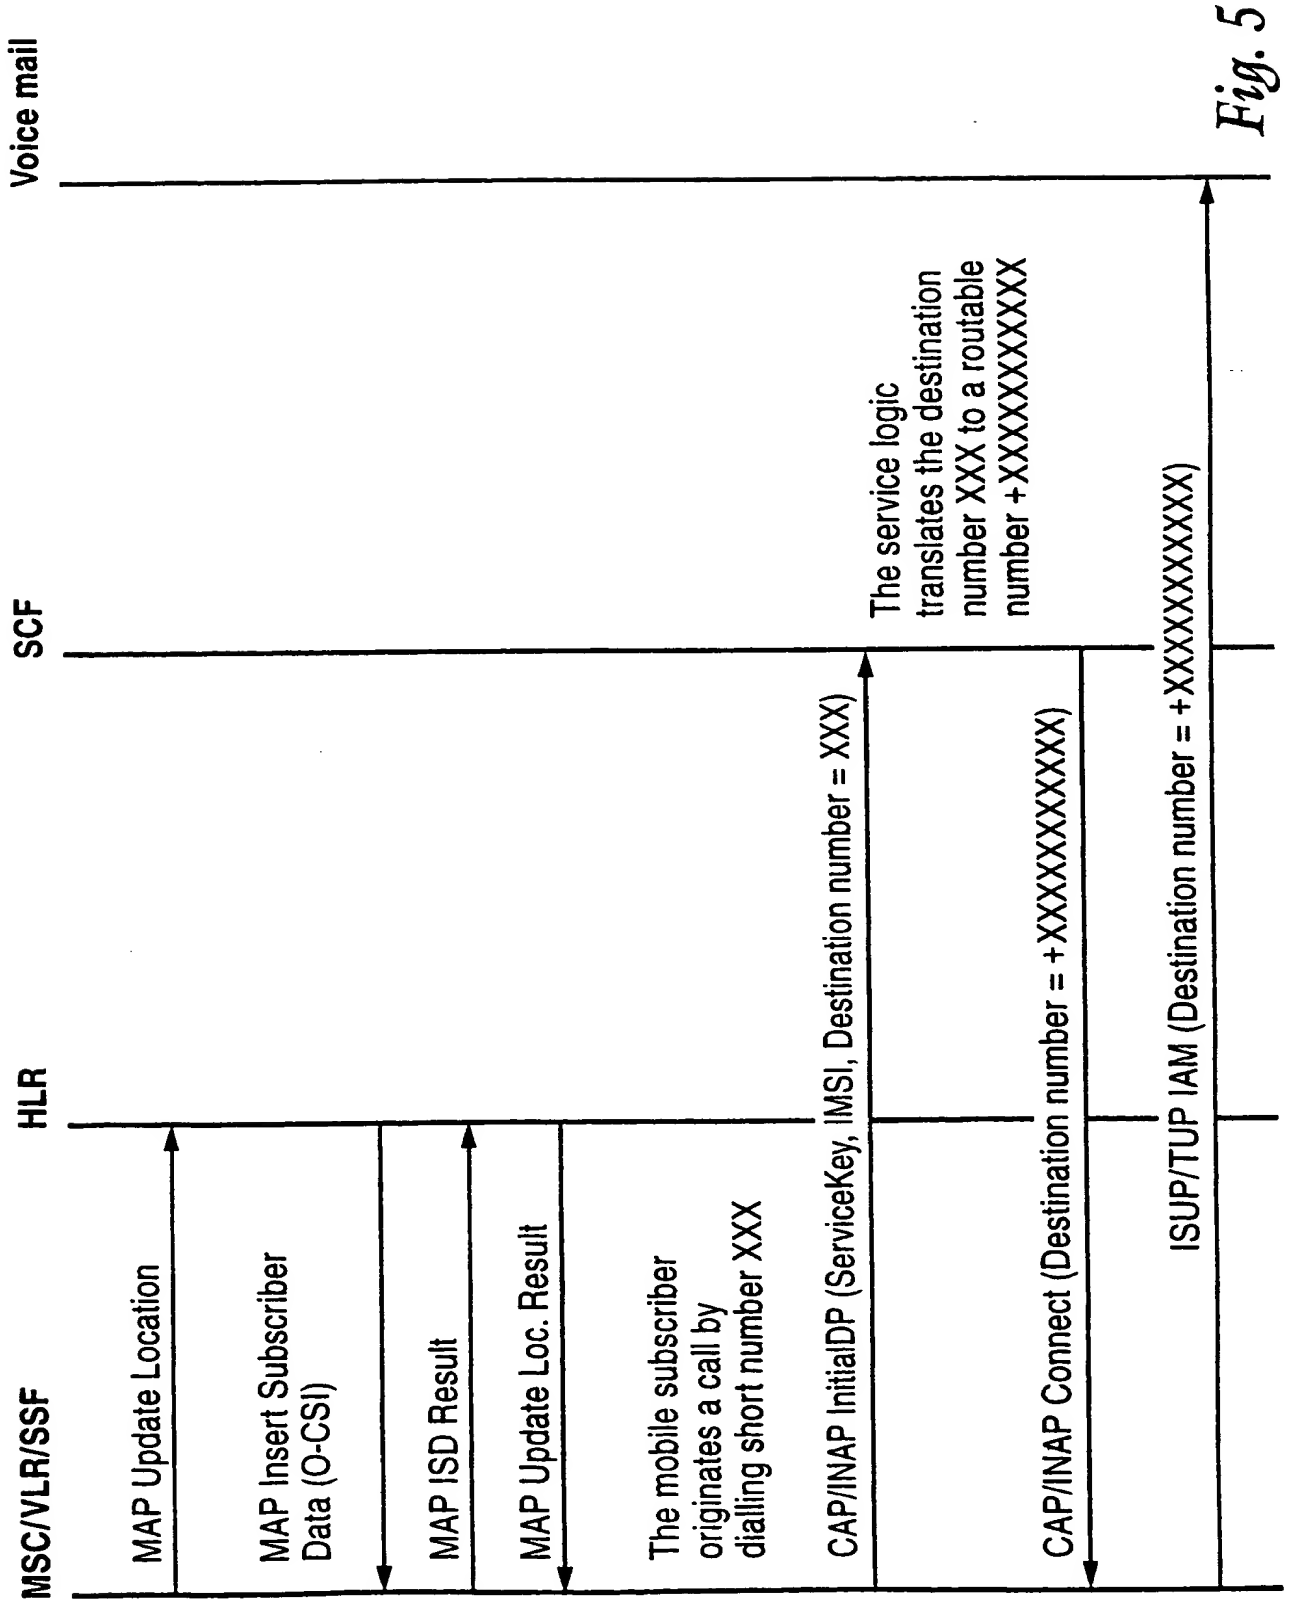 MSC/VLR/SSF
HLR
SCF
Voice mail
MAP Update Location
MAP Insert Subscriber
Data (O-CSI)
MAP ISD Result
MAP Update Loc. Result
The mobile subscriber
originates a call by
dialling short number XXX
CAP/INAP InitialDP (ServiceKey, IMSI, Destination number = XXX)
The service logic
translates the destination
number XXX to a routable
number +XXXXXXXXXX
CAP/INAP Connect (Destination number = +XXXXXXXXXX)
ISUP/TUP IAM (Destination number = +XXXXXXXXXX)
Fig. 5